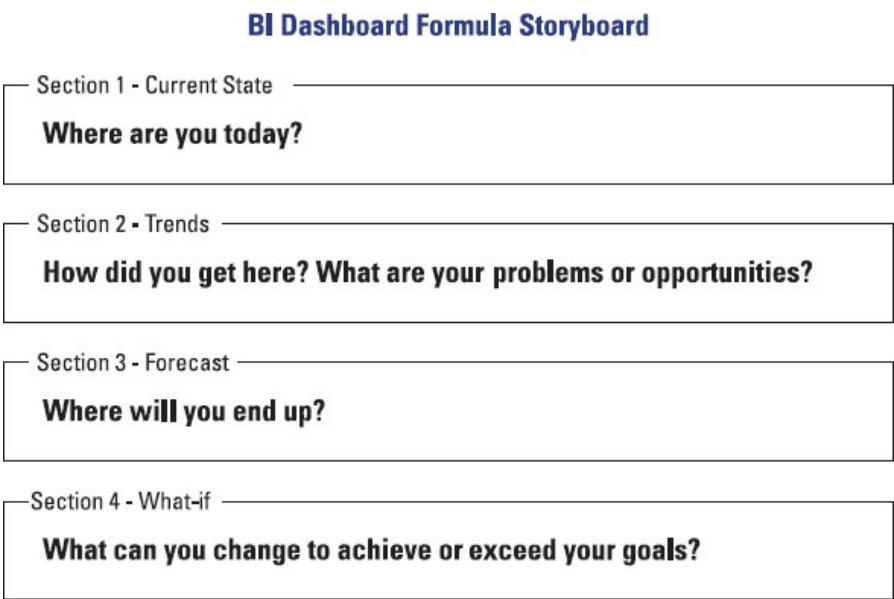 BI Dashboard Formula Storyboard
Section 1 - Current State
Where are you today?
Section 2 - Trends
How did you get here? What are your problems or opportunities?
Section 3 - Forecast
Where will you end up?
Section 4 - What-if
What can you change to achieve or exceed your goals?